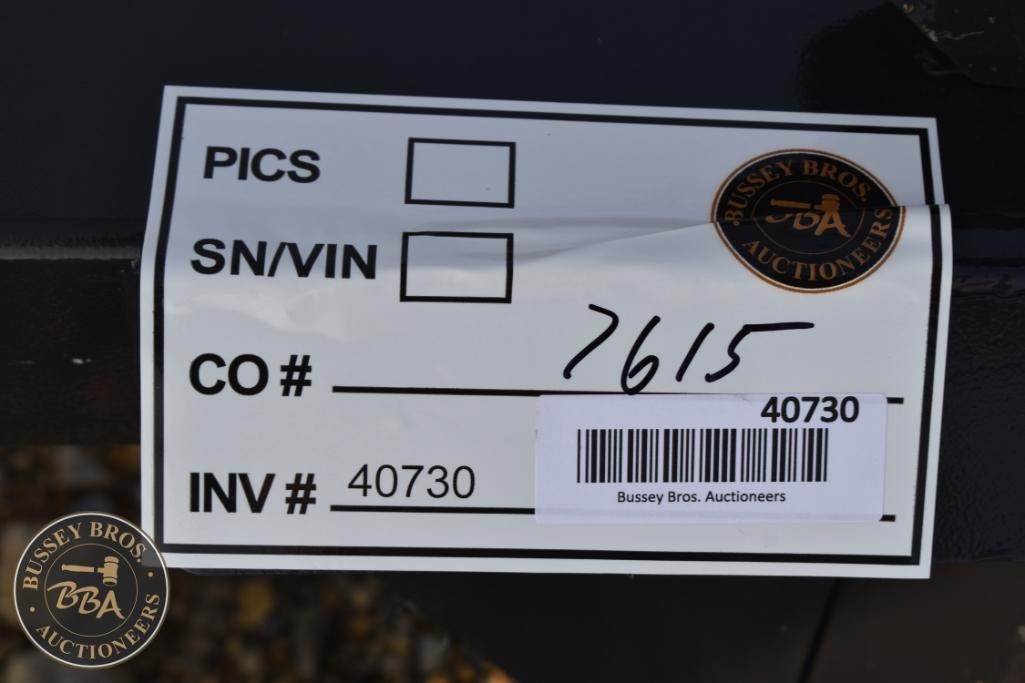 PICS
BUSSEY BROS.
BBA
AUCTIONEERS
SN/VIN
CO # 7615
40730
INV # 40730
Bussey Bros. Auctioneers
BUSSEY BROS.
BBA
AUCTIONEERS